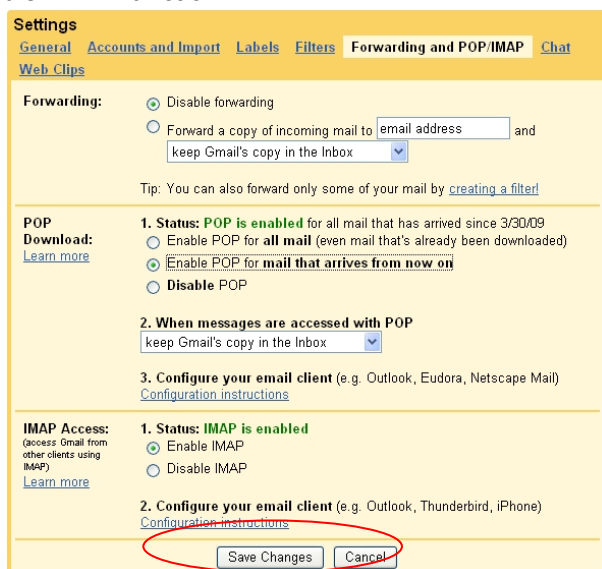 Settings
General Accounts and Import Labels Filters Forwarding and POP/IMAP Chat
Web Clips
Forwarding: Disable forwarding
Forward a copy of incoming mail to email address and
keep Gmail's copy in the Inbox
Tip: You can also forward only some of your mail by creating a filter!
POP Download:
Learn more
1. Status: POP is enabled for all mail that has arrived since 3/30/09
Enable POP for all mail (even mail that's already been downloaded)
Enable POP for mail that arrives from now on
Disable POP
2. When messages are accessed with POP
keep Gmail's copy in the Inbox
3. Configure your email client (e.g. Outlook, Eudora, Netscape Mail)
Configuration instructions
IMAP Access:
(access Gmail from
other clients using
IMAP)
Learn more
1. Status: IMAP is enabled
Enable IMAP
Disable IMAP
2. Configure your email client (e.g. Outlook, Thunderbird, iPhone)
Configuration instructions
Save Changes Cancel